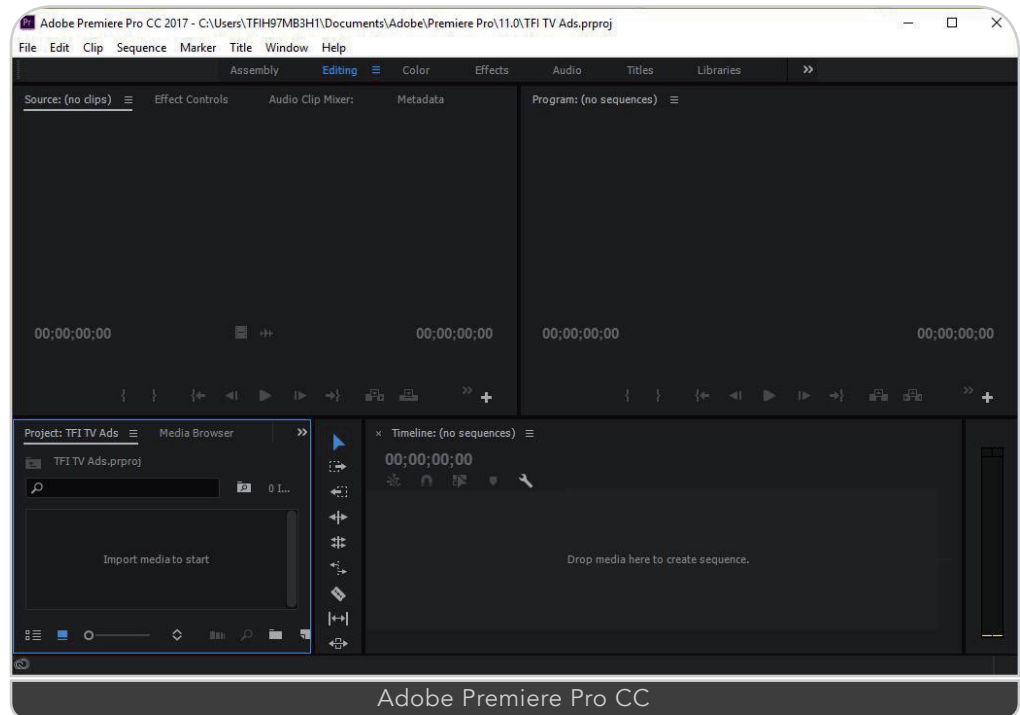 Pr Adobe Premiere Pro CC 2017 - C:\Users\TFIH97MB3H1\Documents\Adobe\Premiere Pro\11.0\TFI TV Ads.prproj
File Edit Clip Sequence Marker Title Window Help
Assembly Editing Color Effects Audio Titles Libraries
Source: (no clips) Effect Controls Audio Clip Mixer: Metadata
Program: (no sequences)
00;00;00;00 00;00;00;00
00;00;00;00 00;00;00;00
Project: TFI TV Ads Media Browser
TFI TV Ads.prproj
0 I...
Import media to start
Timeline: (no sequences)
00;00;00;00
Drop media here to create sequence.
Adobe Premiere Pro CC